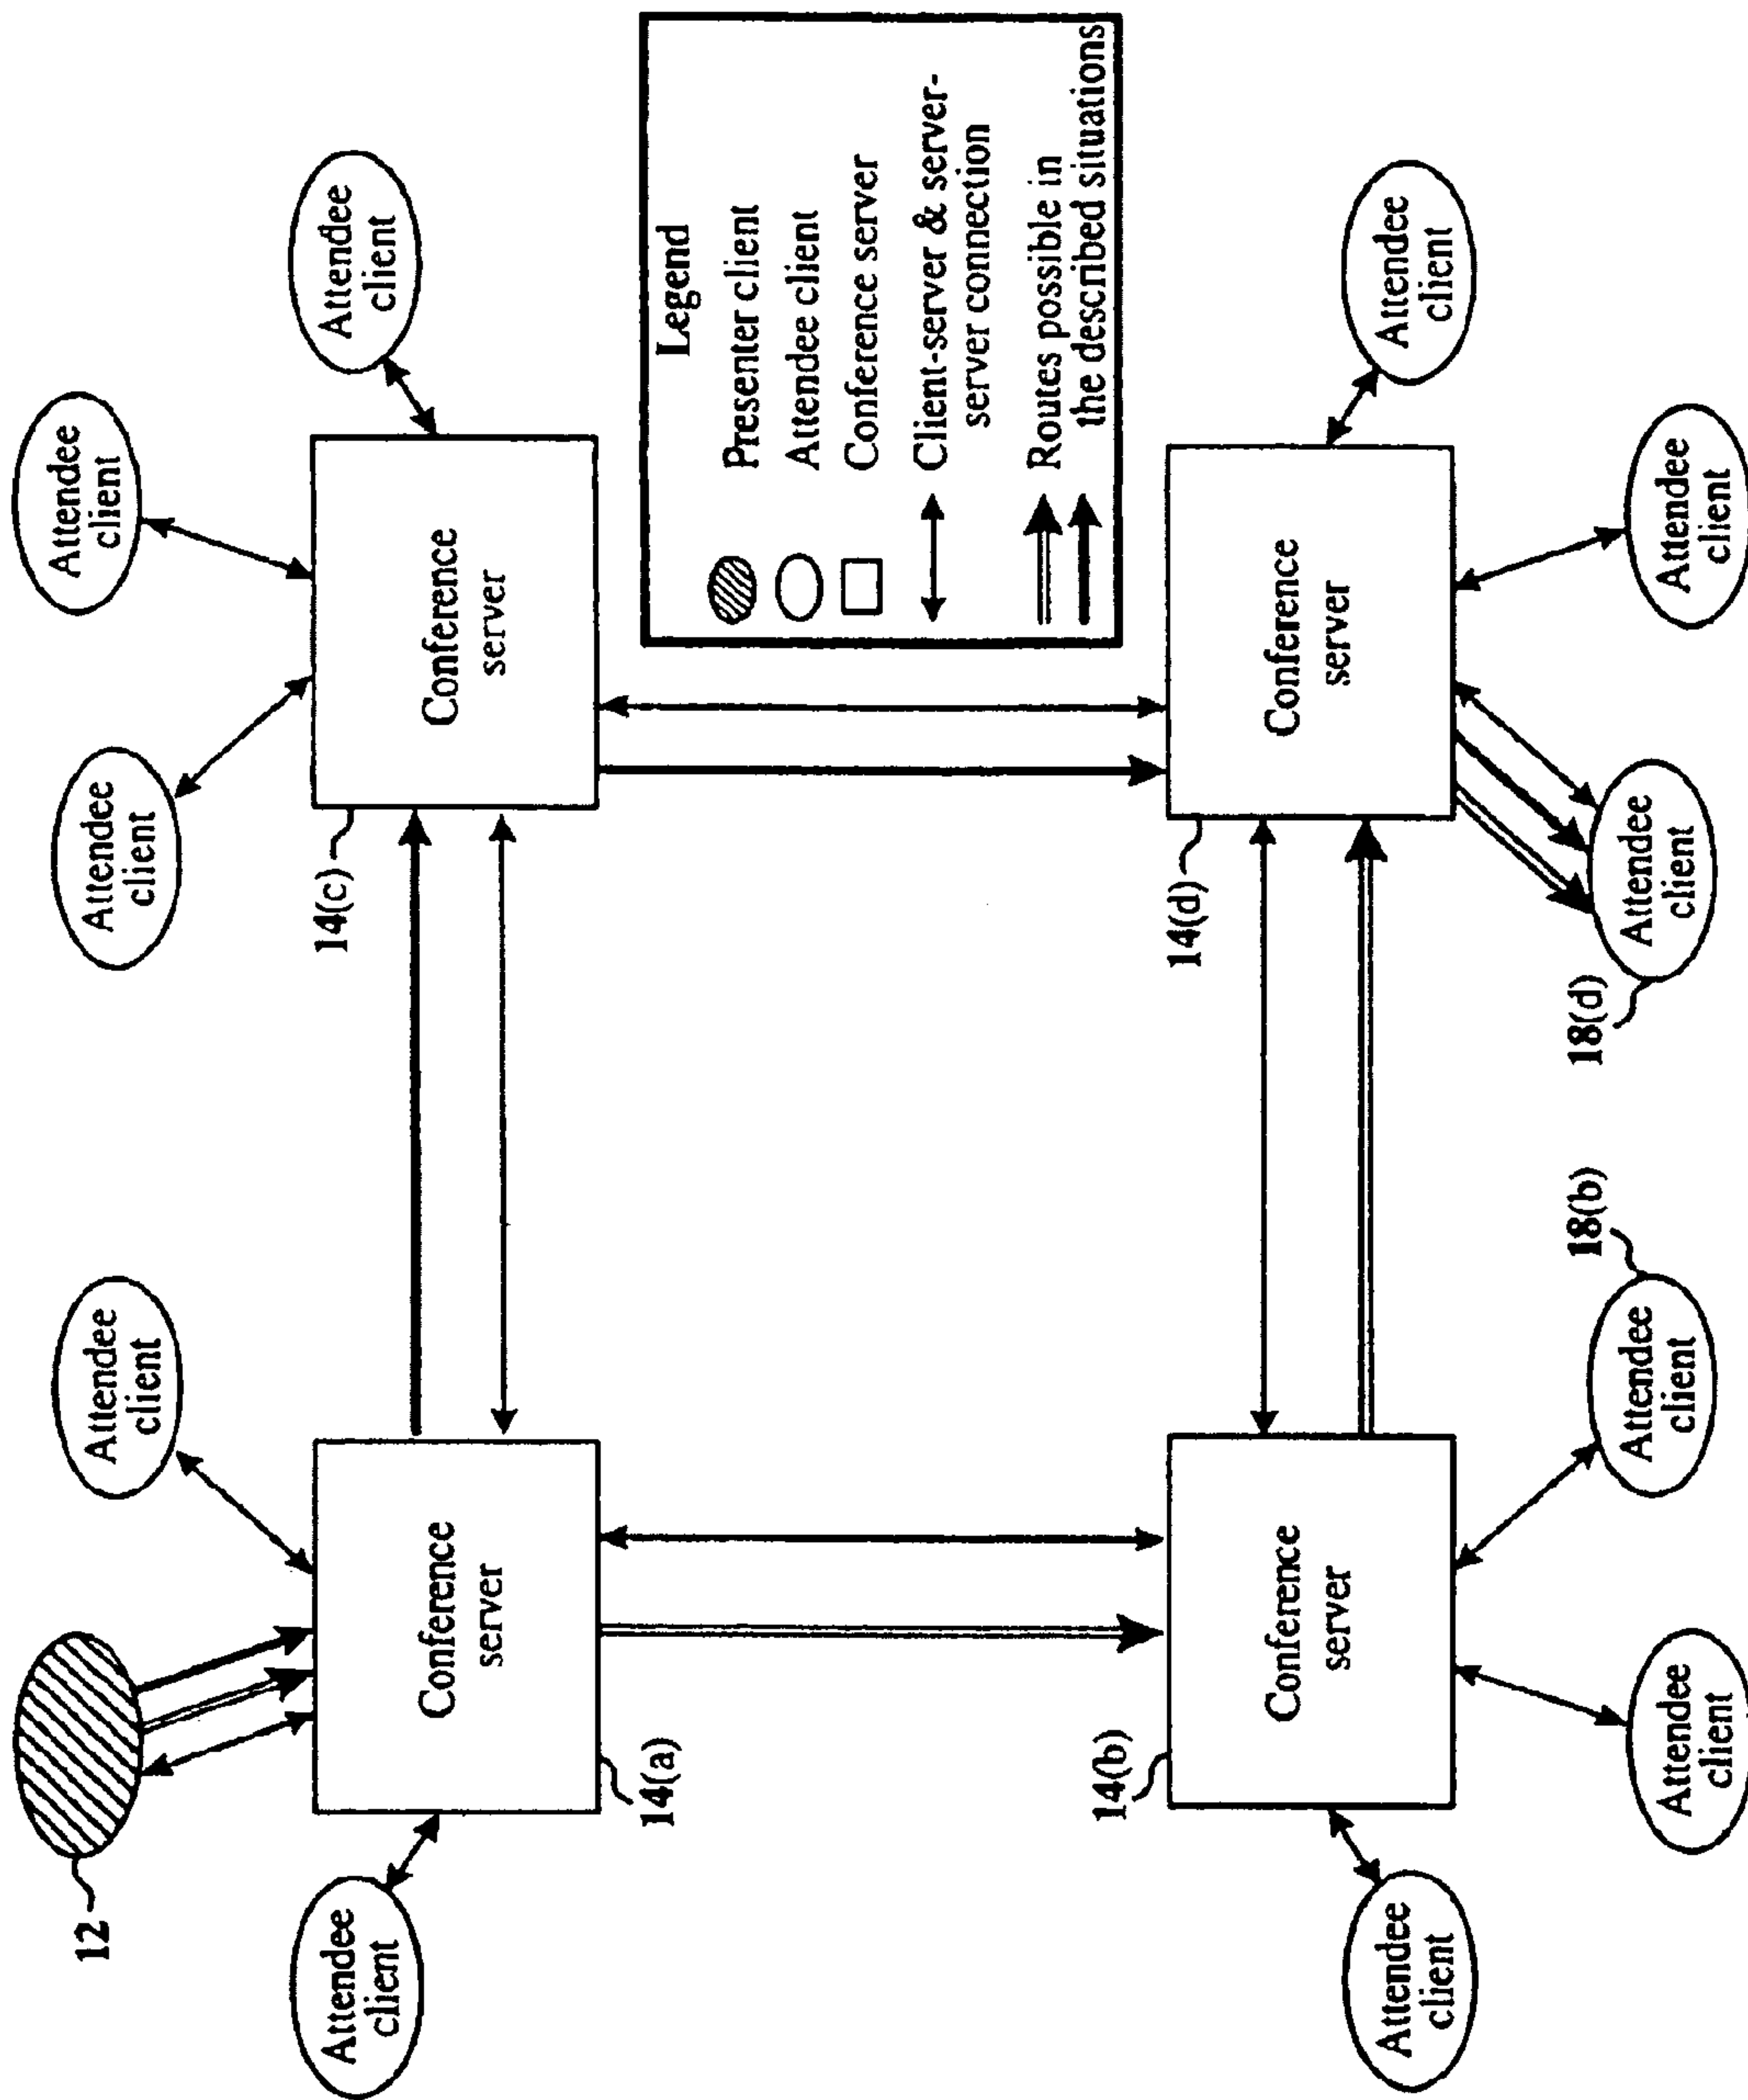 12
Attendee
client
Attendee
client
Attendee
client
Attendee
client
Attendee
client
Attendee
client
14(c)
Conference
server
Conference
server
14(a)
Legend
Presenter client
Attendee client
Conference server
Client-server & server-
server connection
Routes possible in
the described situations
14(b)
14(d)
Conference
server
Conference
server
Attendee
client
Attendee
client
18(b)
18(d)
Attendee
client
Attendee
client
Attendee
client
Attendee
client